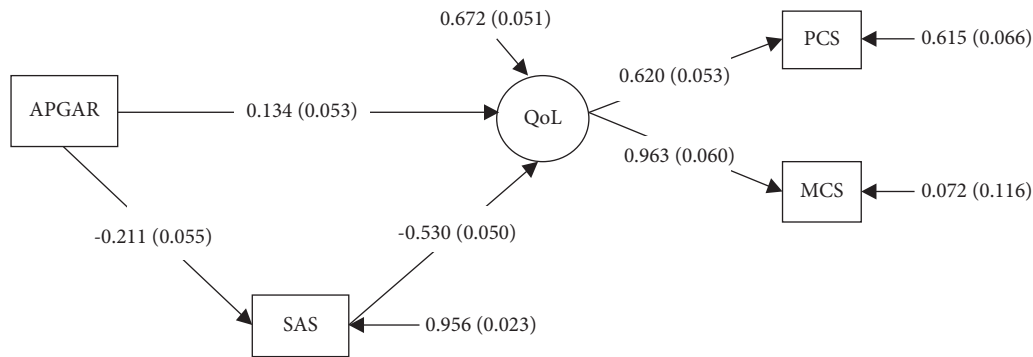 0.672 (0.051)
PCS
0.615 (0.066)
0.620 (0.053)
APGAR
0.134 (0.053)
QoL
0.963 (0.060)
MCS
0.072 (0.116)
-0.211 (0.055)
-0.530 (0.050)
SAS
0.956 (0.023)